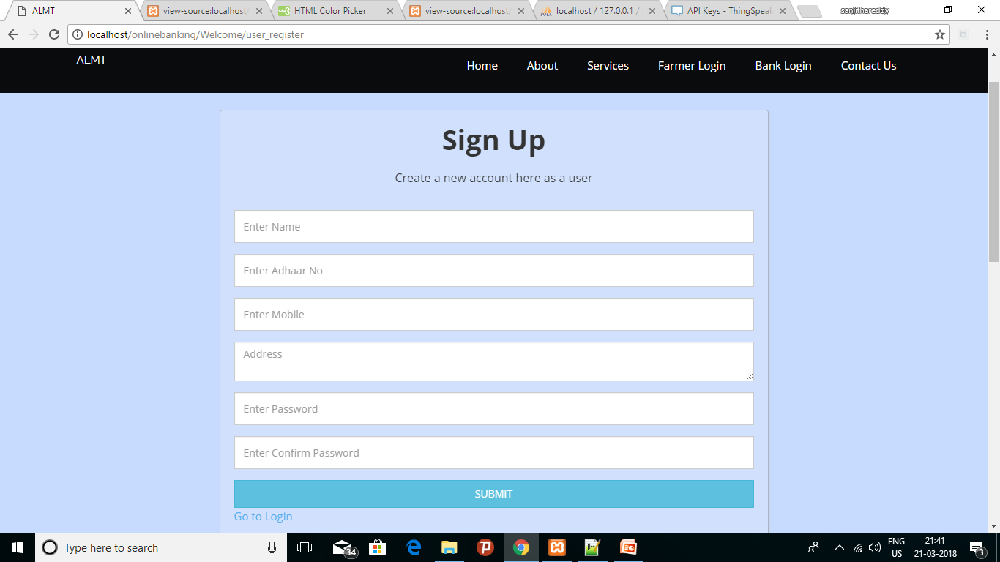 ALMT
view-source:localhost/
HTML Color Picker
view-source:localhost/
localhost / 127.0.0.1 /
API Keys - ThingSpeak
sanjithareddy
localhost/onlinebanking/Welcome/user_register
ALMT
Home
About
Services
Farmer Login
Bank Login
Contact Us
Sign Up
Create a new account here as a user
Enter Name
Enter Adhaar No
Enter Mobile
Address
Enter Password
Enter Confirm Password
SUBMIT
Go to Login
Type here to search
34
ENG
US
21:41
21-03-2018
3